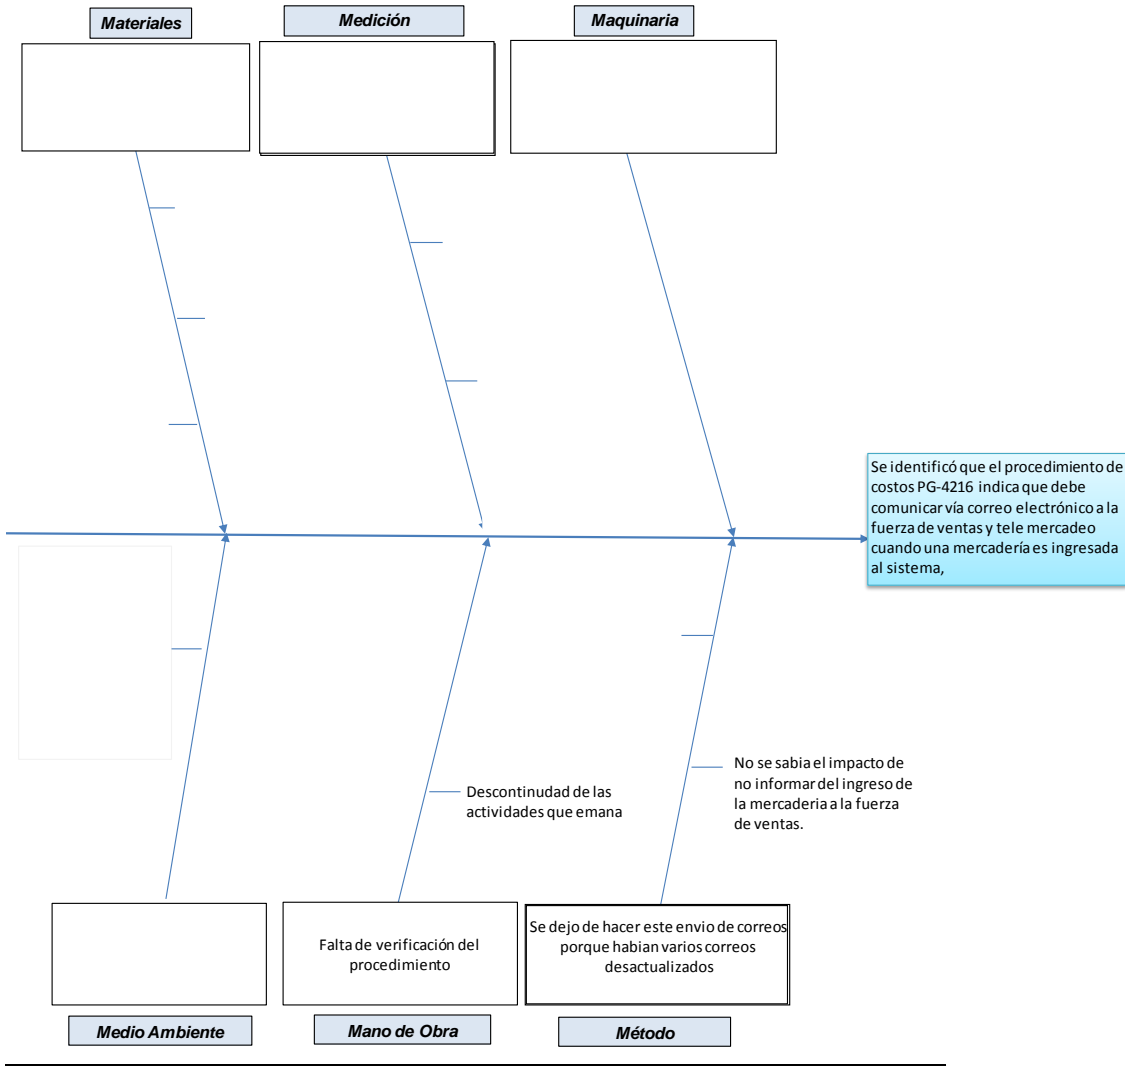 Materiales
Medición
Maquinaria
Se identificó que el procedimiento de
costos PG-4216 indica que debe
comunicar vía correo electrónico a la
fuerza de ventas y tele mercadeo
cuando una mercadería es ingresada
al sistema,
No se sabia el impacto de
no informar del ingreso de
la mercaderia a la fuerza
de ventas.
Descontinudad de las
actividades que emana
Falta de verificación del
procedimiento
Se dejo de hacer este envio de correos
porque habian varios correos
desactualizados
Medio Ambiente
Mano de Obra
Método